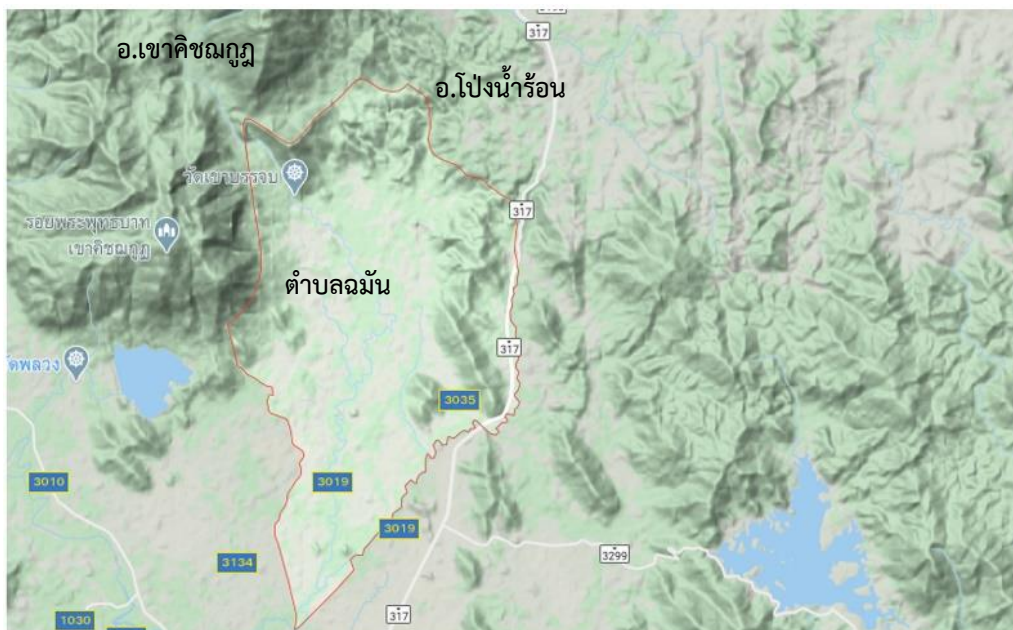 317
อ.เขาคิชฌกูฏ
อ.โป่งน้ำร้อน
วัดเขาบรรจบ
317
รอยพระพุทธบาท
เขาคิชฌกูฏ
ตำบลฉมัน
317
ัดพลวง
3035
3010
3019
3019
3299
3134
317
1030